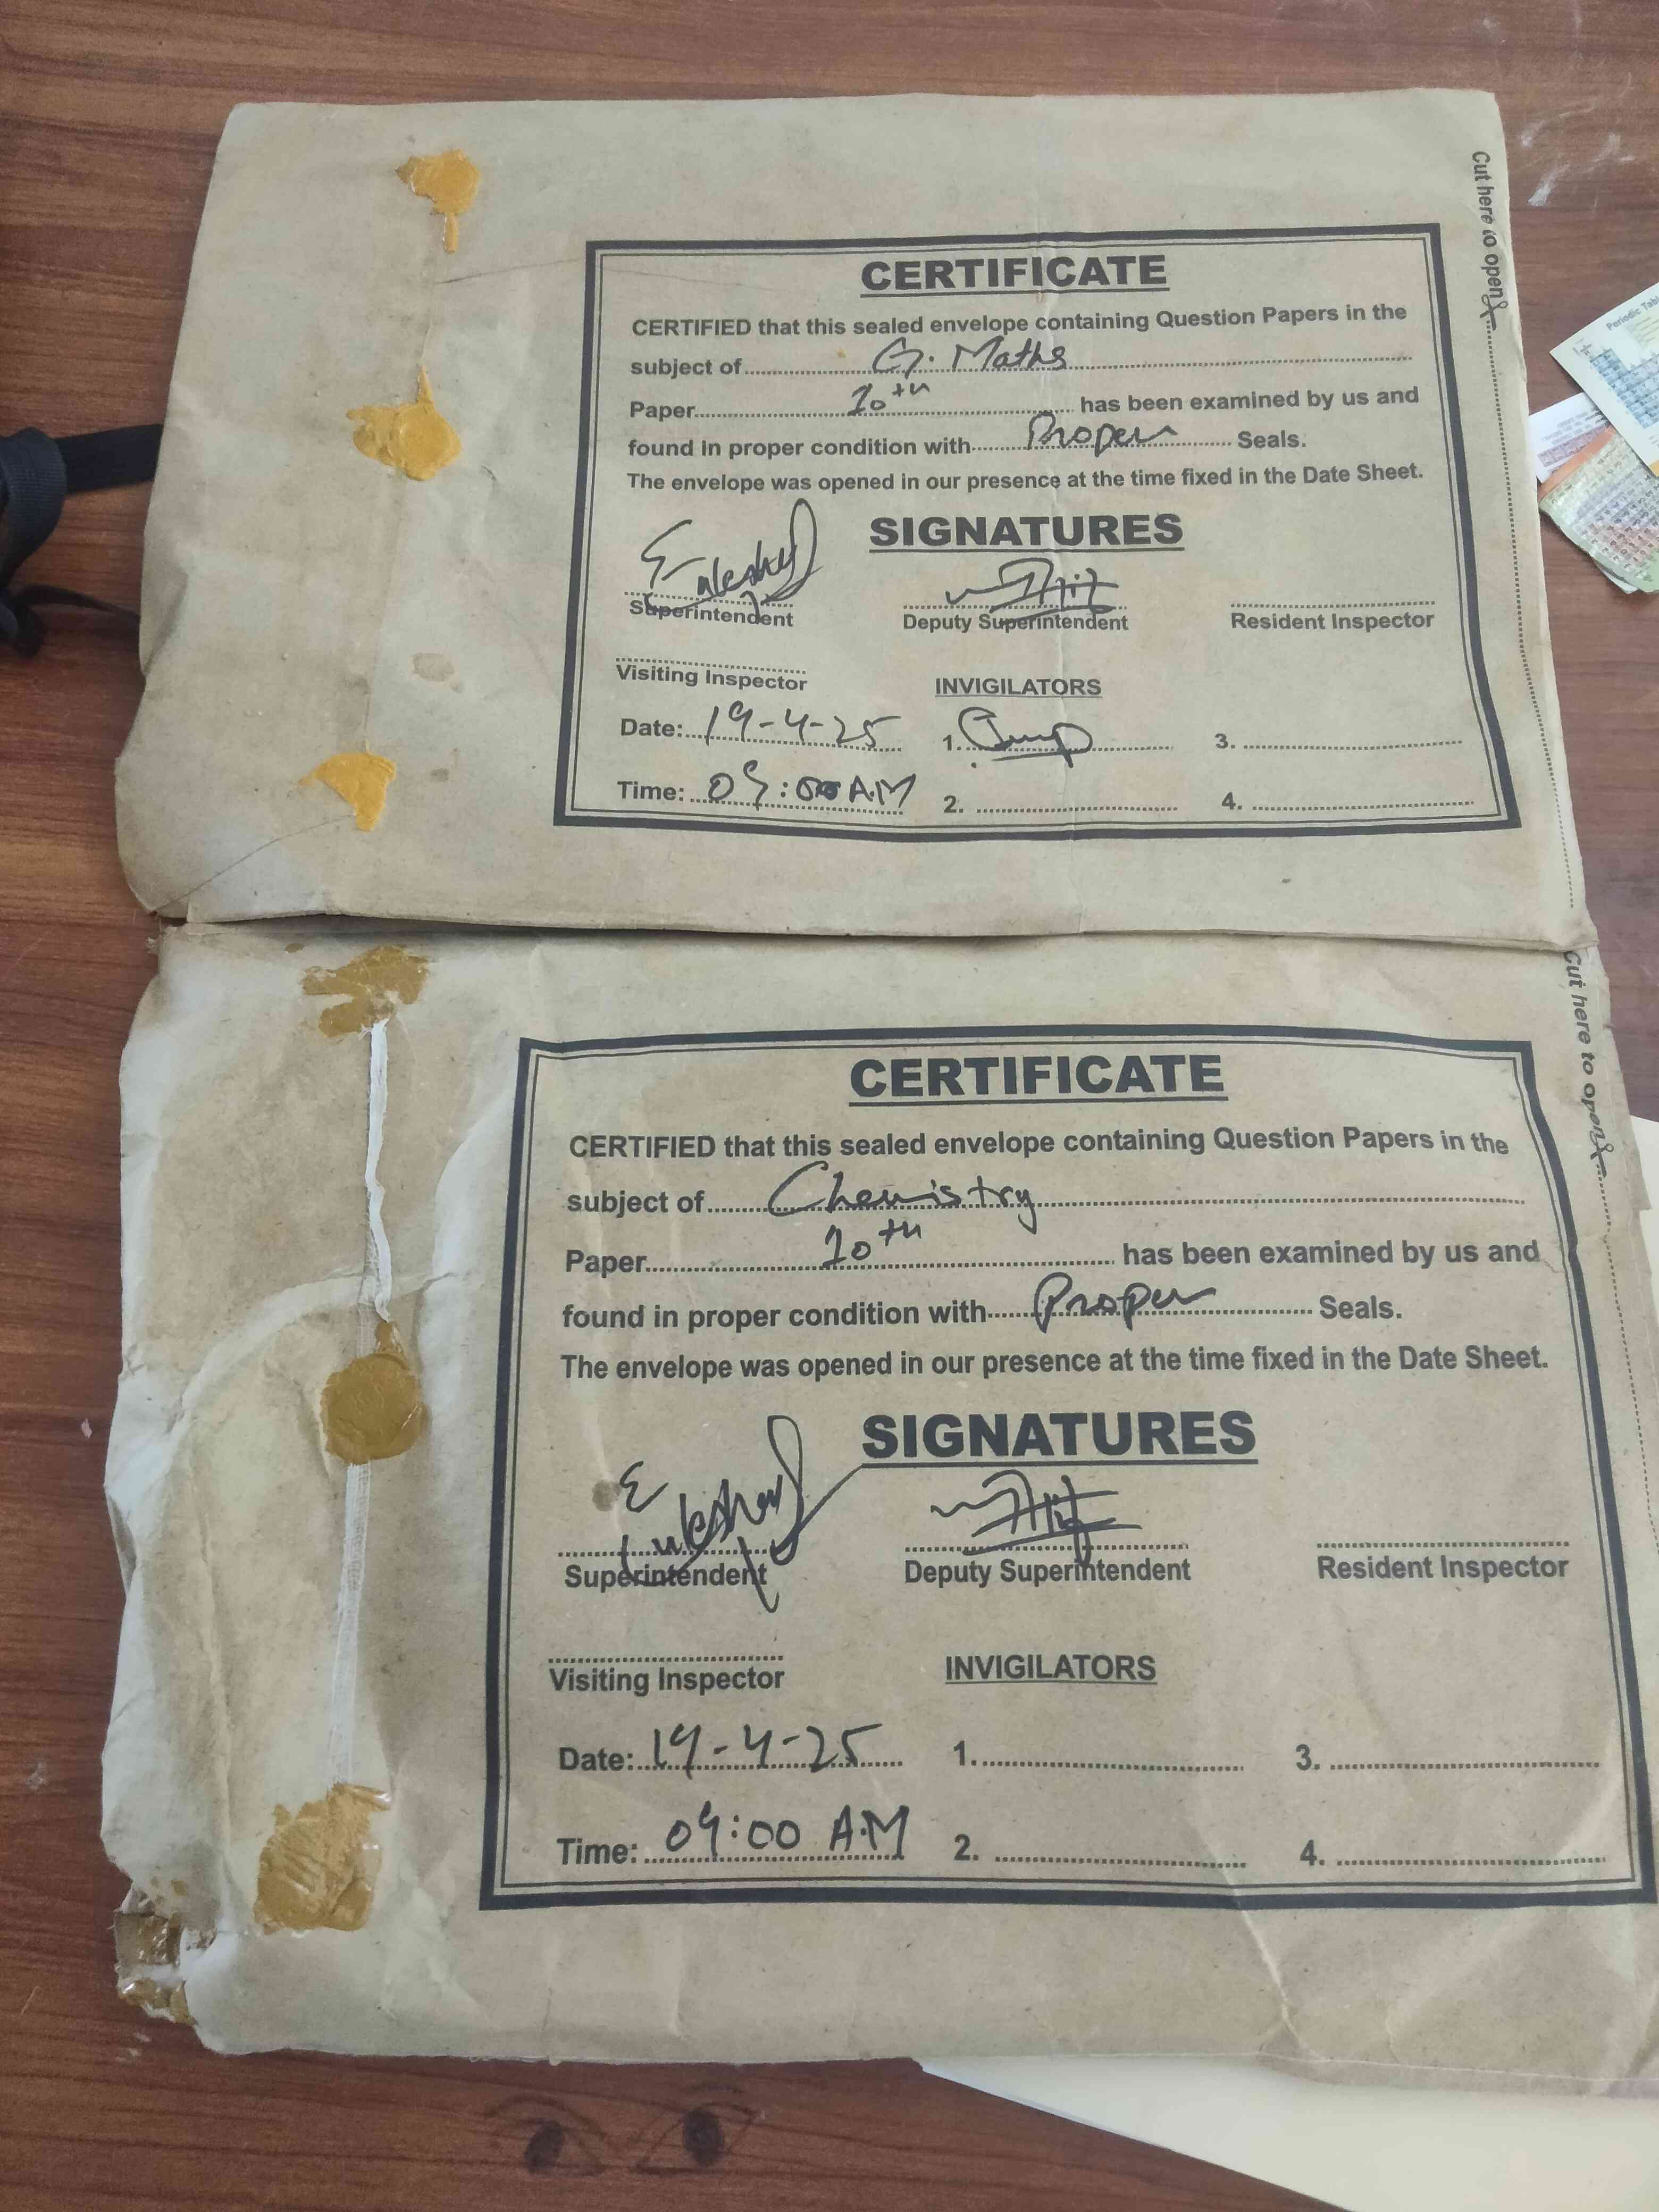 Cut here to open
CERTIFICATE
CERTIFIED that this sealed envelope containing Question Papers in the
subject of G. Maths
Paper 10th has been examined by us and
found in proper condition with Proper Seals.
The envelope was opened in our presence at the time fixed in the Date Sheet.
SIGNATURES
Superintendent Deputy Superintendent Resident Inspector
Visiting Inspector INVIGILATORS
Date: 19-4-25 1. 3.
Time: 09:00 AM 2. 4.
Cut here to open
CERTIFICATE
CERTIFIED that this sealed envelope containing Question Papers in the
subject of Chemistry
Paper 10th has been examined by us and
found in proper condition with Proper Seals.
The envelope was opened in our presence at the time fixed in the Date Sheet.
SIGNATURES
Superintendent Deputy Superintendent Resident Inspector
Visiting Inspector INVIGILATORS
Date: 19-4-25 1. 3.
Time: 09:00 A.M 2. 4.